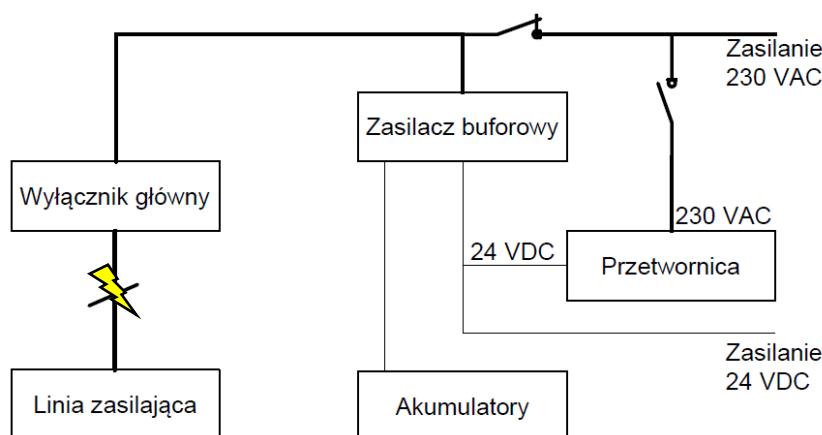 Zasilanie
230 VAC
Zasilacz buforowy
Wyłącznik główny
230 VAC
24 VDC
Przetwornica
Zasilanie
24 VDC
Linia zasilająca
Akumulatory